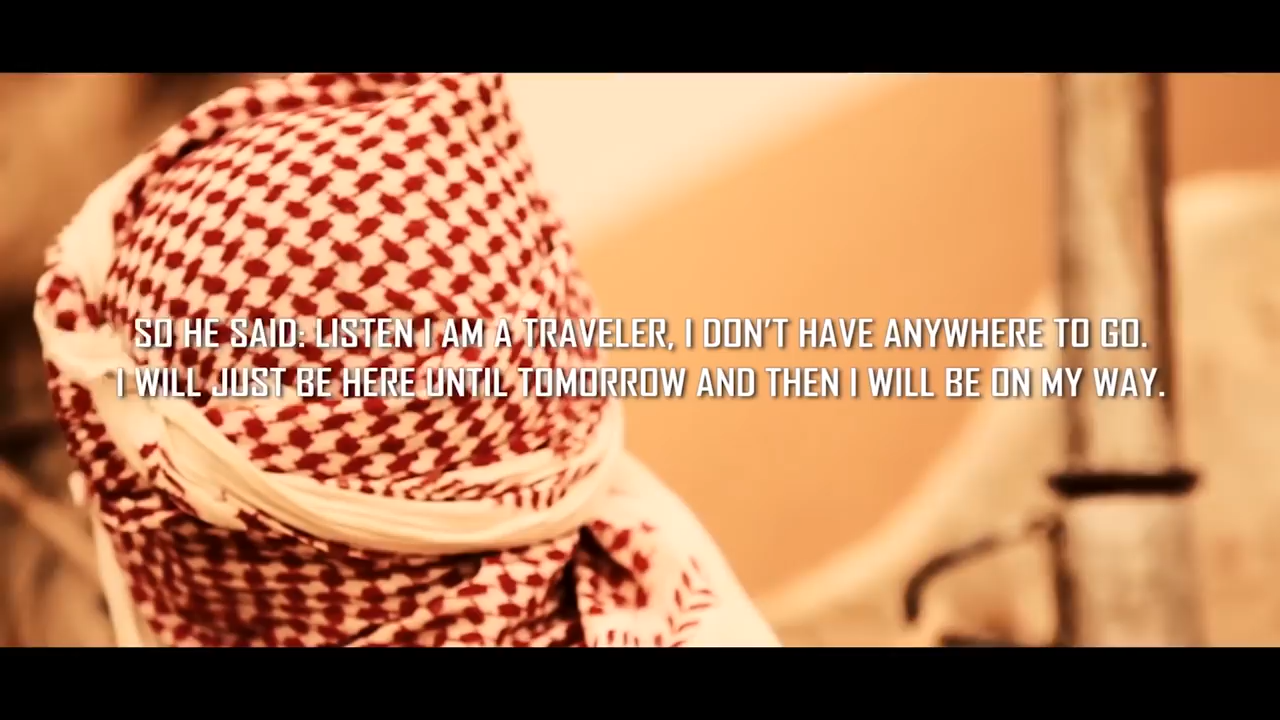 SO HE SAID: LISTEN I AM A TRAVELER, I DON'T HAVE ANYWHERE TO GO.
I WILL JUST BE HERE UNTIL TOMORROW AND THEN I WILL BE ON MY WAY.